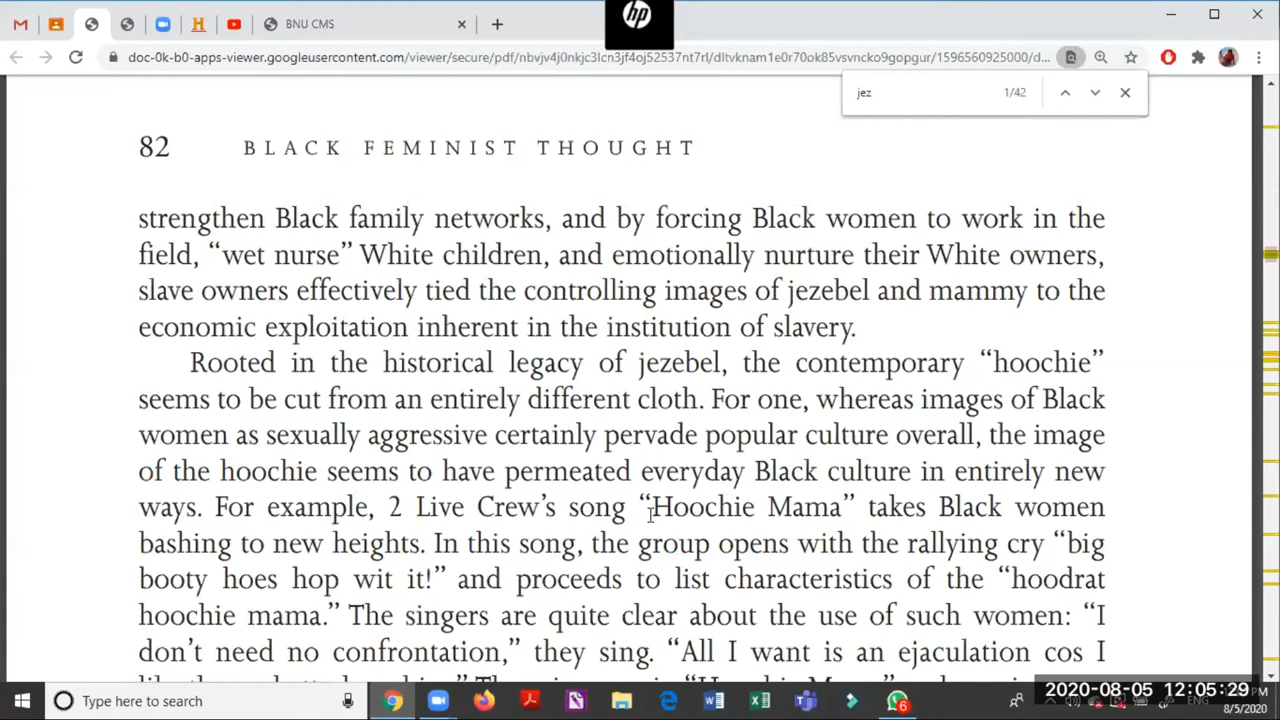 BNU CMS
hp
doc-0k-b0-apps-viewer.googleusercontent.com/viewer/secure/pdf/nbvjv4j0nkjc3lcn3jf4oj52537nt7rl/dltvknam1e0r70ok85vsvncko9gopgur/1596560925000/d...
jez 1/42
82 BLACK FEMINIST THOUGHT
strengthen Black family networks, and by forcing Black women to work in the
field, “wet nurse” White children, and emotionally nurture their White owners,
slave owners effectively tied the controlling images of jezebel and mammy to the
economic exploitation inherent in the institution of slavery.
Rooted in the historical legacy of jezebel, the contemporary “hoochie”
seems to be cut from an entirely different cloth. For one, whereas images of Black
women as sexually aggressive certainly pervade popular culture overall, the image
of the hoochie seems to have permeated everyday Black culture in entirely new
ways. For example, 2 Live Crew’s song “Hoochie Mama” takes Black women
bashing to new heights. In this song, the group opens with the rallying cry “big
booty hoes hop wit it!” and proceeds to list characteristics of the “hoodrat
hoochie mama.” The singers are quite clear about the use of such women: “I
don’t need no confrontation,” they sing. “All I want is an ejaculation cos I
Type here to search
2020-08-05 12:05:29
PM
8/5/2020